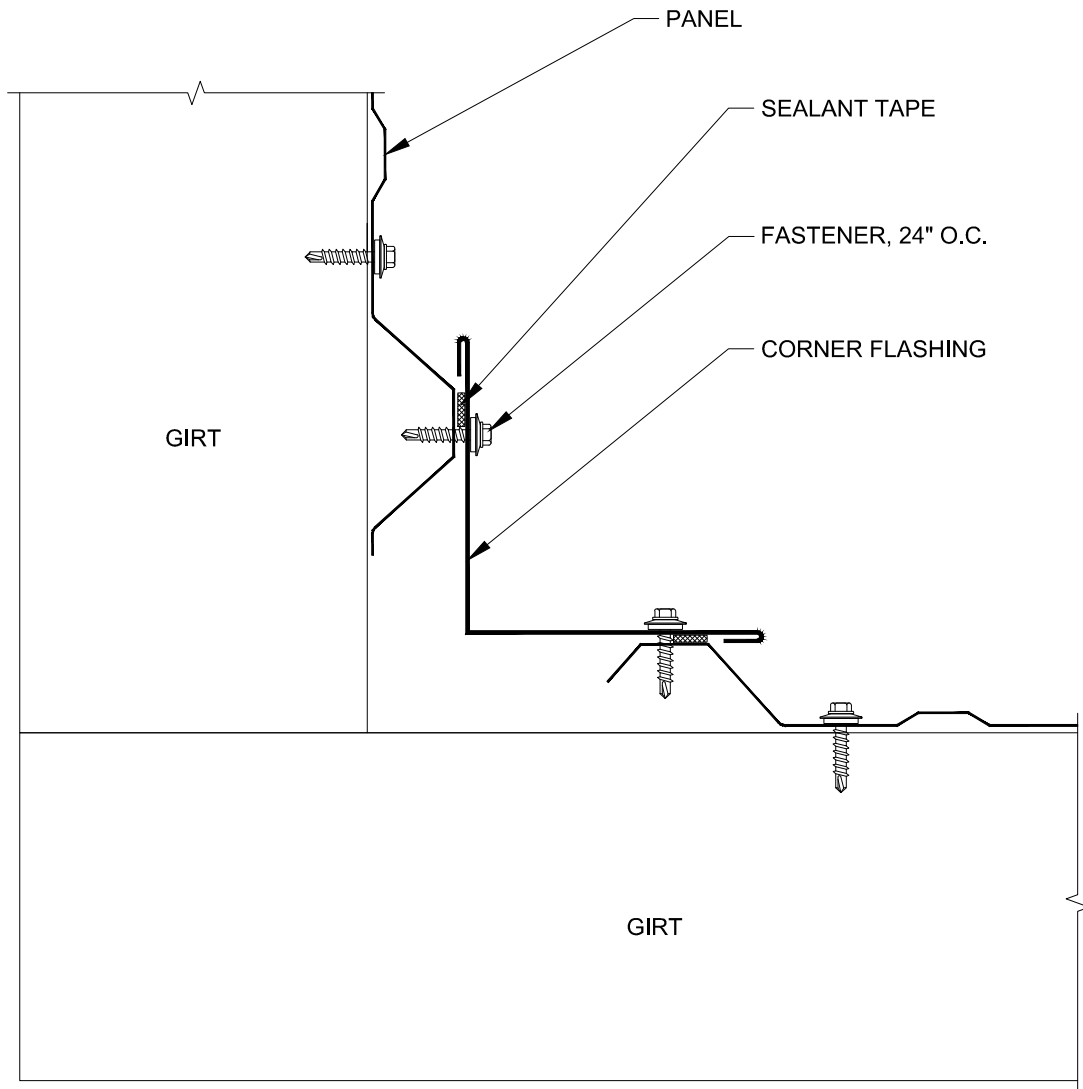 PANEL
SEALANT TAPE
FASTENER, 24" O.C.
CORNER FLASHING
GIRT
GIRT